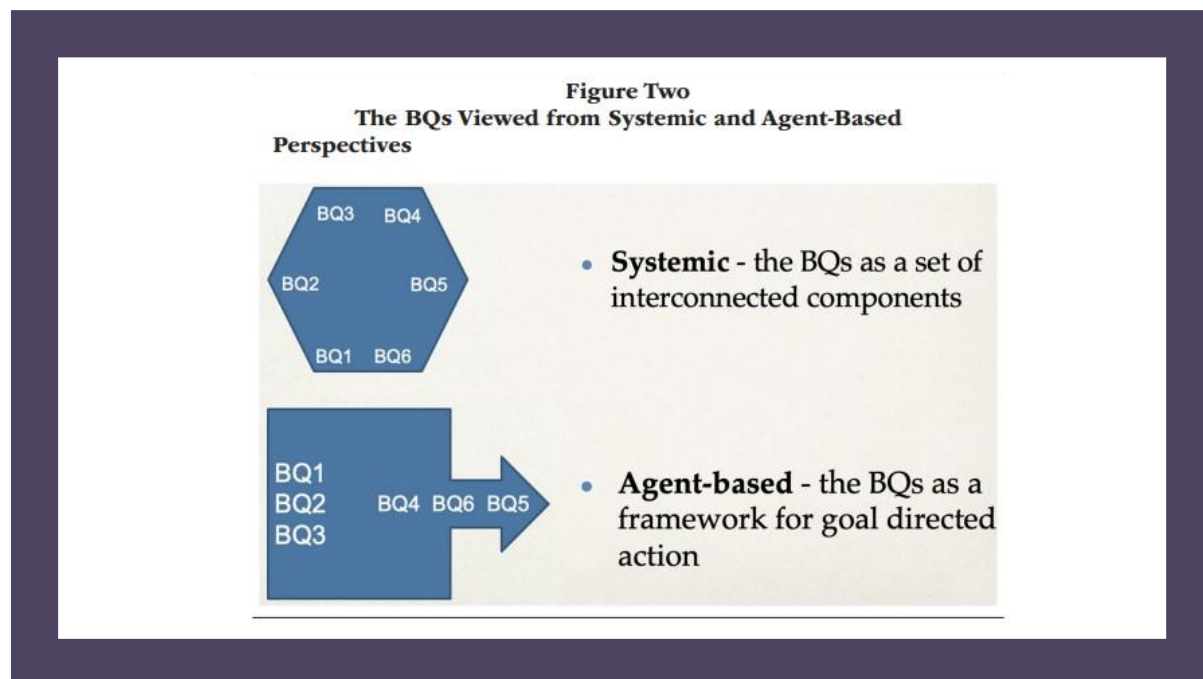 Figure Two
The BQs Viewed from Systemic and Agent-Based
Perspectives
BQ3 BQ4
BQ2 BQ5
BQ1 BQ6
• Systemic - the BQs as a set of
interconnected components
BQ1
BQ2 BQ4 BQ6 BQ5
BQ3
• Agent-based - the BQs as a
framework for goal directed
action